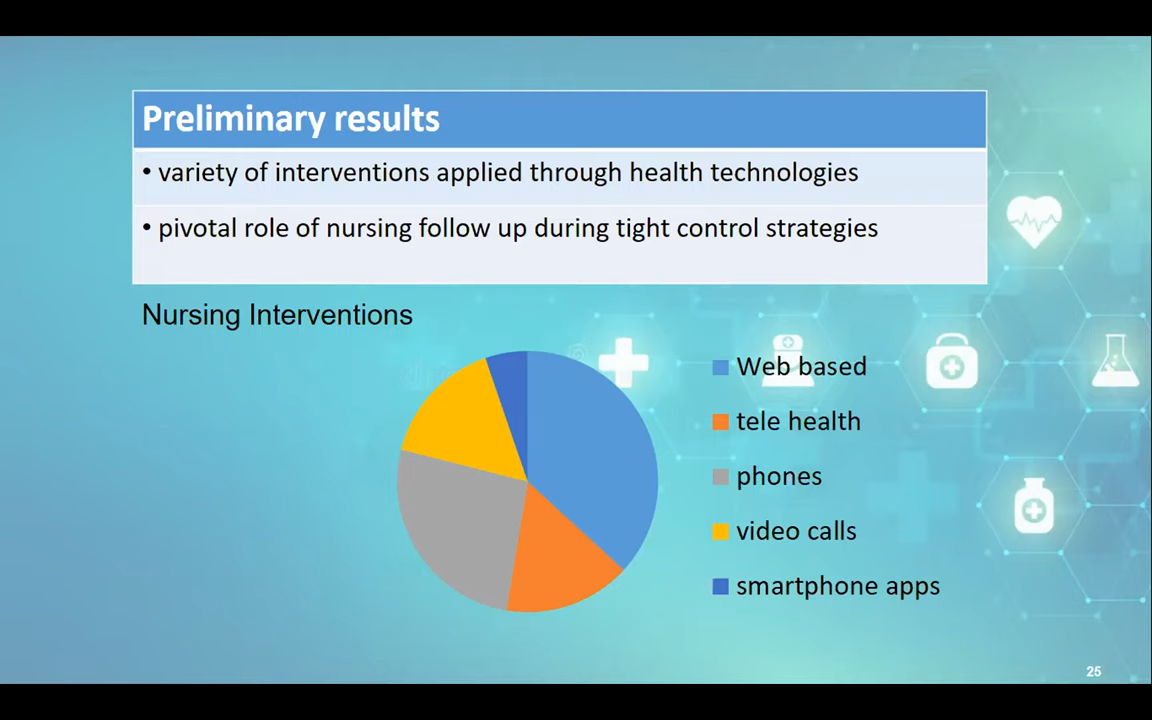 Preliminary results
• variety of interventions applied through health technologies
• pivotal role of nursing follow up during tight control strategies
Nursing Interventions
Web based
tele health
phones
video calls
smartphone apps
25